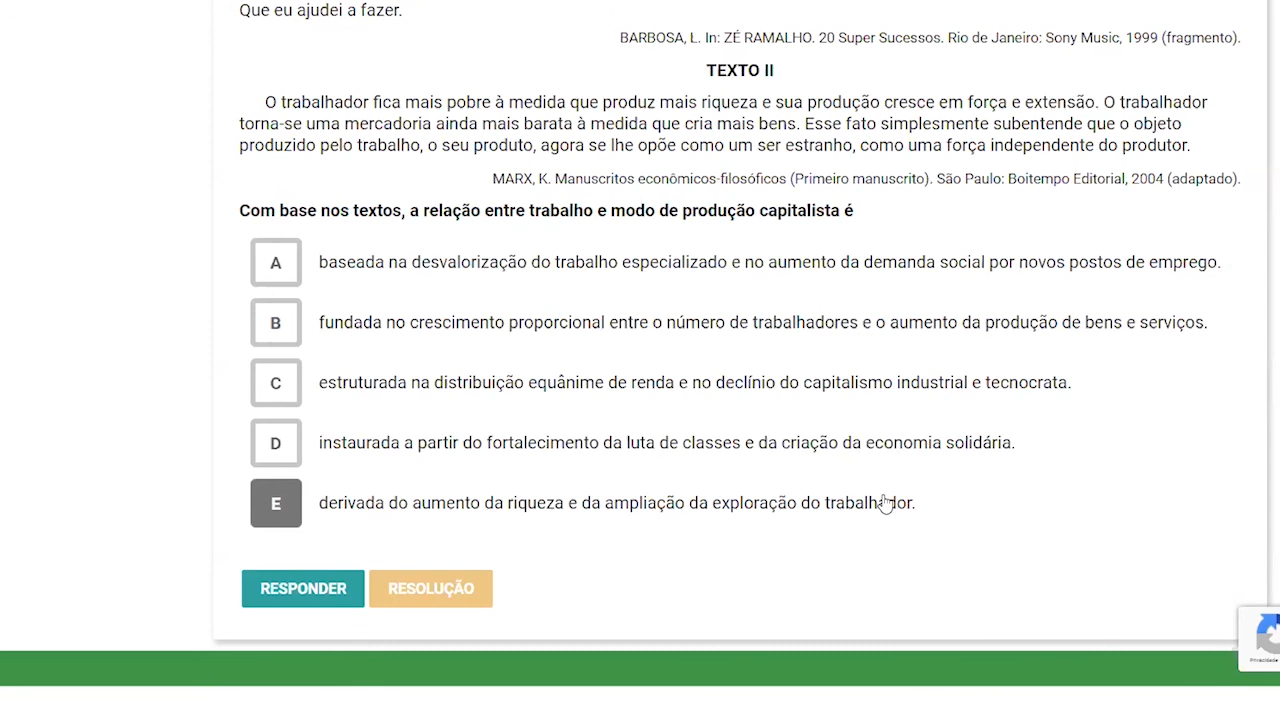 Que eu ajudei a fazer.
BARBOSA, L. In: ZÉ RAMALHO. 20 Super Sucessos. Rio de Janeiro: Sony Music, 1999 (fragmento).
TEXTO II
O trabalhador fica mais pobre à medida que produz mais riqueza e sua produção cresce em força e extensão. O trabalhador
torna-se uma mercadoria ainda mais barata à medida que cria mais bens. Esse fato simplesmente subentende que o objeto
produzido pelo trabalho, o seu produto, agora se lhe opõe como um ser estranho, como uma força independente do produtor.
MARX, K. Manuscritos econômicos-filosóficos (Primeiro manuscrito). São Paulo: Boitempo Editorial, 2004 (adaptado).
Com base nos textos, a relação entre trabalho e modo de produção capitalista é
A baseada na desvalorização do trabalho especializado e no aumento da demanda social por novos postos de emprego.
B fundada no crescimento proporcional entre o número de trabalhadores e o aumento da produção de bens e serviços.
C estruturada na distribuição equânime de renda e no declínio do capitalismo industrial e tecnocrata.
D instaurada a partir do fortalecimento da luta de classes e da criação da economia solidária.
E derivada do aumento da riqueza e da ampliação da exploração do trabalhador.
RESPONDER RESOLUÇÃO
Privacidade